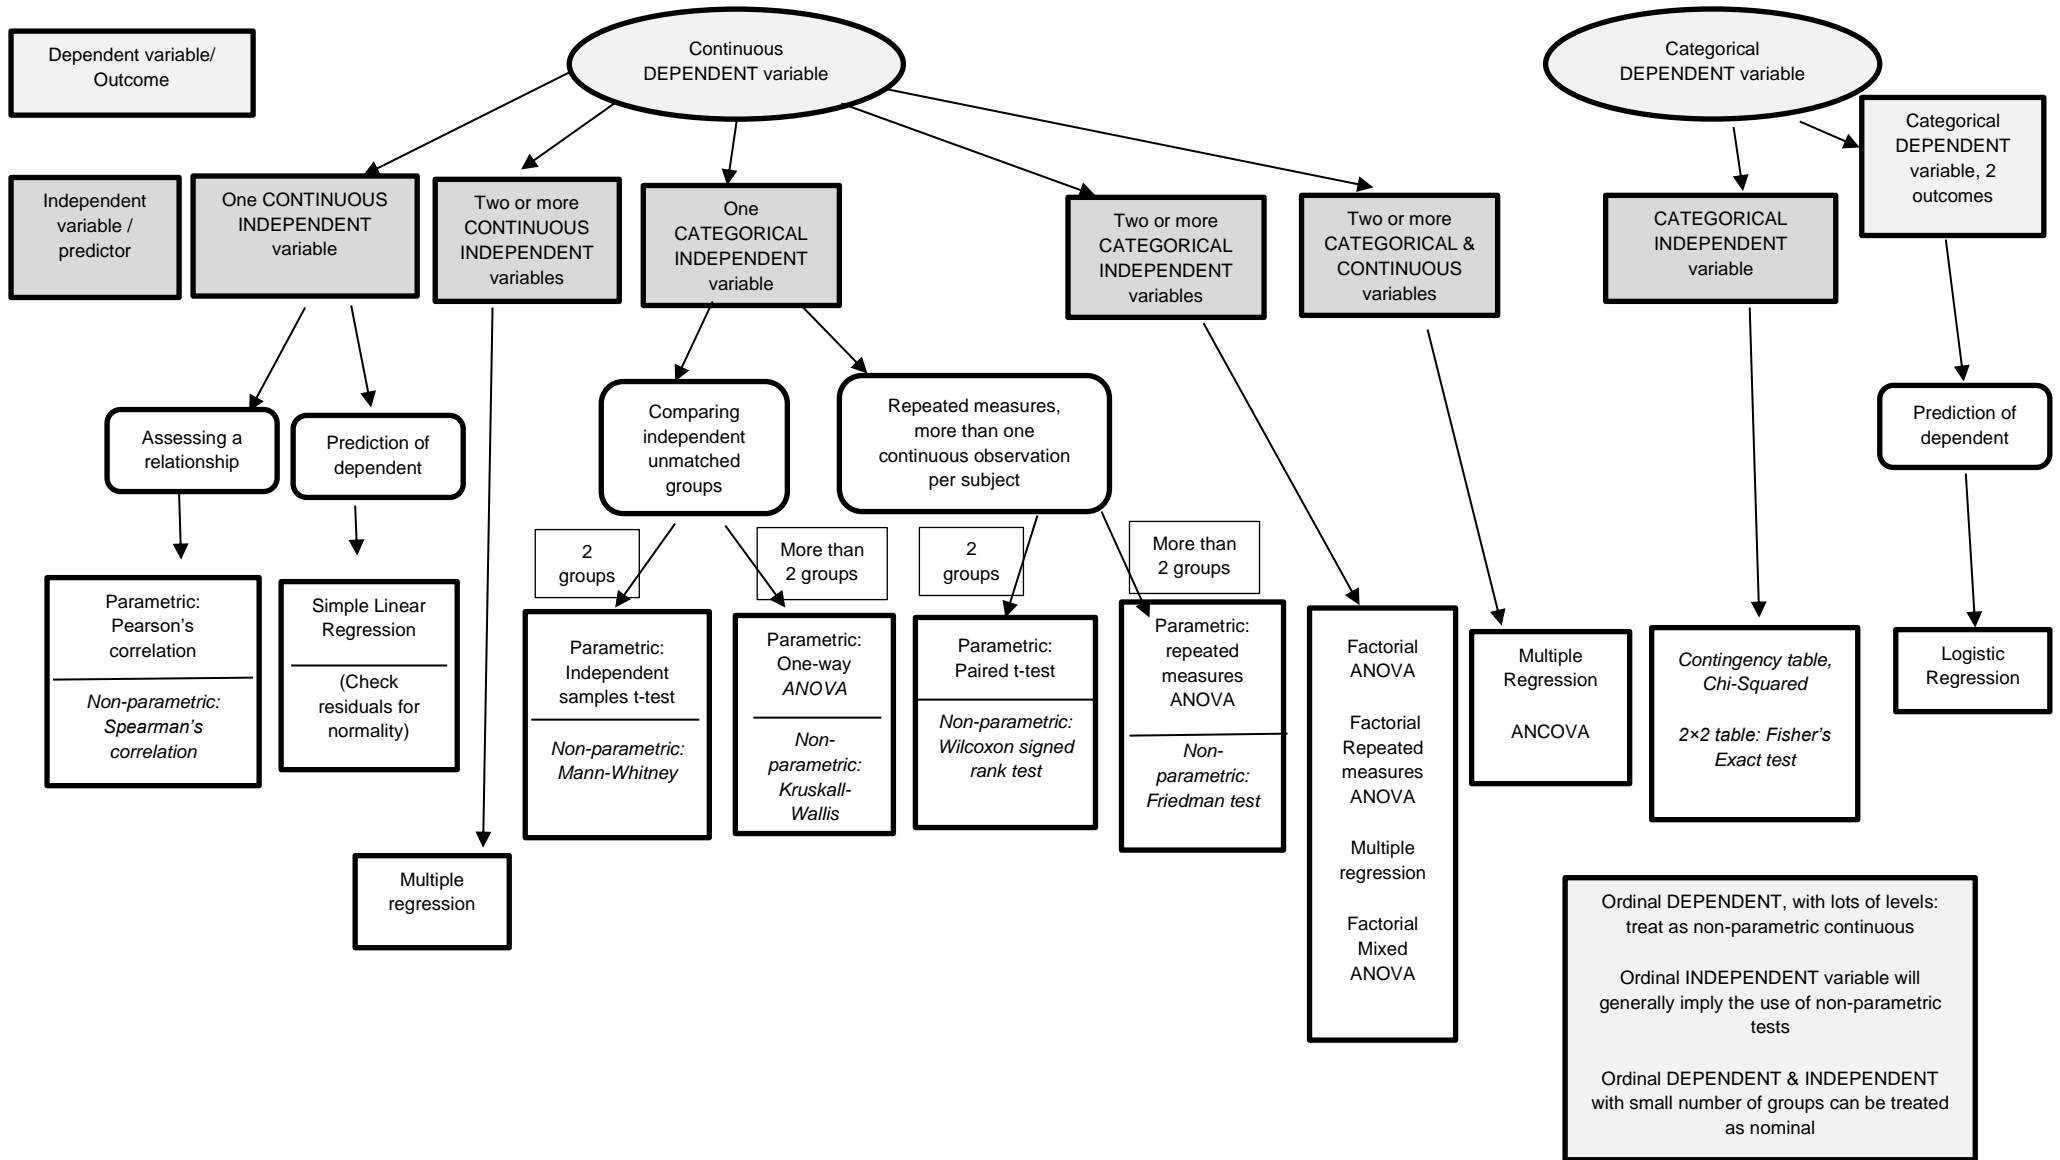 Dependent variable/
Outcome
Continuous
DEPENDENT variable
Categorical
DEPENDENT variable
Categorical
DEPENDENT
variable, 2
outcomes
Independent
variable /
predictor
One CONTINUOUS
INDEPENDENT
variable
Two or more
CONTINUOUS
INDEPENDENT
variables
One
CATEGORICAL
INDEPENDENT
variable
Two or more
CATEGORICAL
INDEPENDENT
variables
Two or more
CATEGORICAL &
CONTINUOUS
variables
CATEGORICAL
INDEPENDENT
variable
Assessing a
relationship
Prediction of
dependent
Comparing
independent
unmatched
groups
Repeated measures,
more than one
continuous observation
per subject
Prediction of
dependent
2
groups
More than
2 groups
2
groups
More than
2 groups
Parametric:
Pearson’s
correlation
Non-parametric:
Spearman’s
correlation
Simple Linear
Regression
(Check
residuals for
normality)
Parametric:
Independent
samples t-test
Non-parametric:
Mann-Whitney
Parametric:
One-way
ANOVA
Non-
parametric:
Kruskall-
Wallis
Parametric:
Paired t-test
Non-parametric:
Wilcoxon signed
rank test
Parametric:
repeated
measures
ANOVA
Non-
parametric:
Friedman test
Factorial
ANOVA
Factorial
Repeated
measures
ANOVA
Multiple
regression
Factorial
Mixed
ANOVA
Multiple
Regression
ANCOVA
Contingency table,
Chi-Squared
2×2 table: Fisher’s
Exact test
Logistic
Regression
Multiple
regression
Ordinal DEPENDENT, with lots of levels:
treat as non-parametric continuous
Ordinal INDEPENDENT variable will
generally imply the use of non-parametric
tests
Ordinal DEPENDENT & INDEPENDENT
with small number of groups can be treated
as nominal